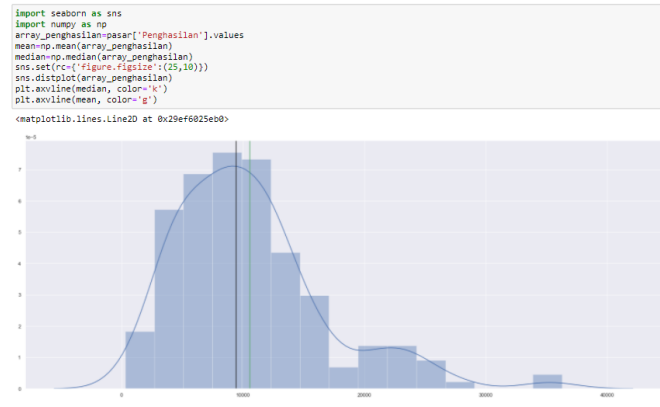 import seaborn as sns
import numpy as np
array_penghasilan=pasar['Penghasilan'].values
mean=np.mean(array_penghasilan)
median=np.median(array_penghasilan)
sns.set(rc={'figure.figsize':(25,10)})
sns.distplot(array_penghasilan)
plt.axvline(median, color='k')
plt.axvline(mean, color='g')
<matplotlib.lines.Line2D at 0x29ef6025eb0>
1e-5
7
6
5
4
3
2
1
0
0 10000 20000 30000 40000